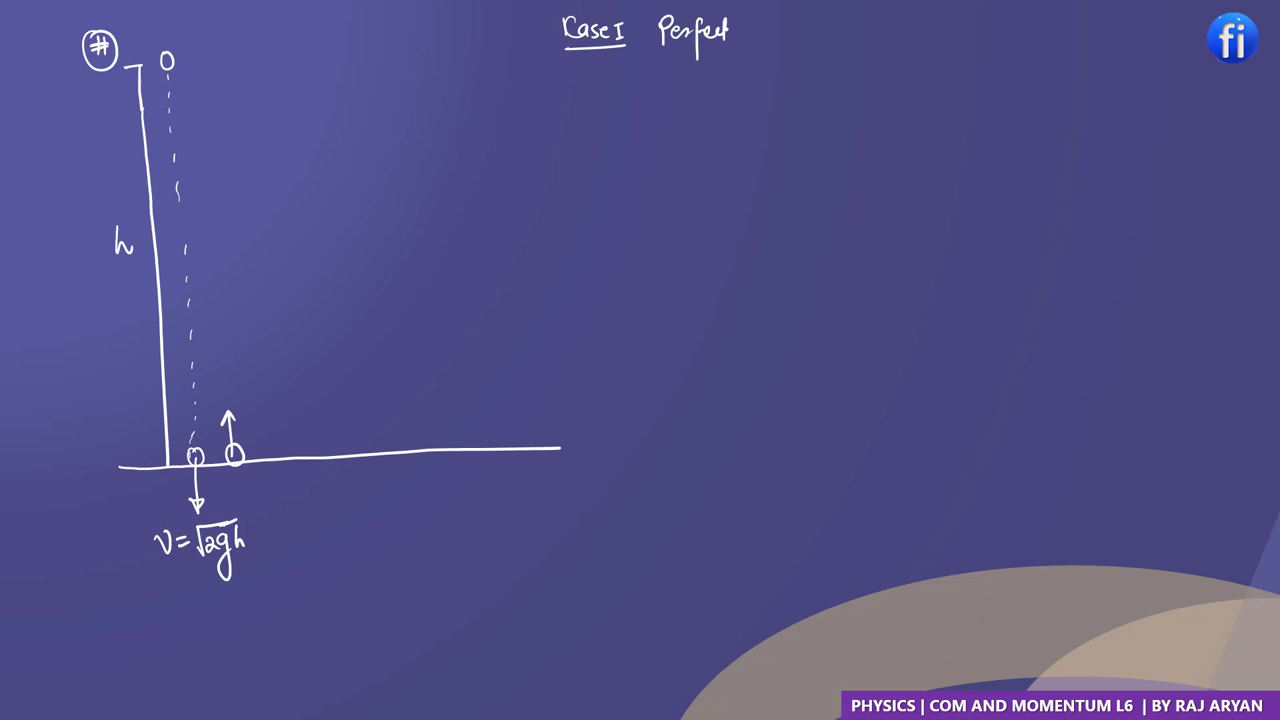 #
Case I Perfect
fi
h
v = √2gh
PHYSICS | COM AND MOMENTUM L6 | BY RAJ ARYAN